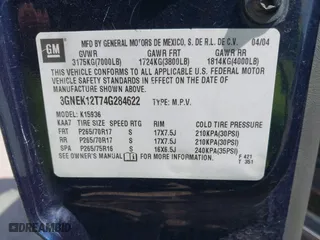 GM
MFD BY GENERAL MOTORS DE MEXICO, S. DE R.L. DE C.V. 04/04
GVWR GAWR FRT GAWR RR
3175KG(7000LB) 1724KG(3800LB) 1814KG(4000LB)
THIS VEHICLE CONFORMS TO ALL APPLICABLE U.S. FEDERAL MOTOR
VEHICLE SAFETY STANDARDS IN EFFECT ON THE DATE OF
MANUFACTURE SHOWN ABOVE.
3GNEK12T74G284622 TYPE: M.P.V.
MODEL: K15936
KAA7 TIRE SIZE SPEED RTG RIM COLD TIRE PRESSURE
FRT P265/70R17 S 17X7.5J 210KPA(30PSI)
RR P265/70R17 S 17X7.5J 210KPA(30PSI)
SPA P265/75R16 S 16X6.5J 240KPA(35PSI)
SEE OWNER'S MANUAL FOR MORE INFORMATION.
F 421
T 351